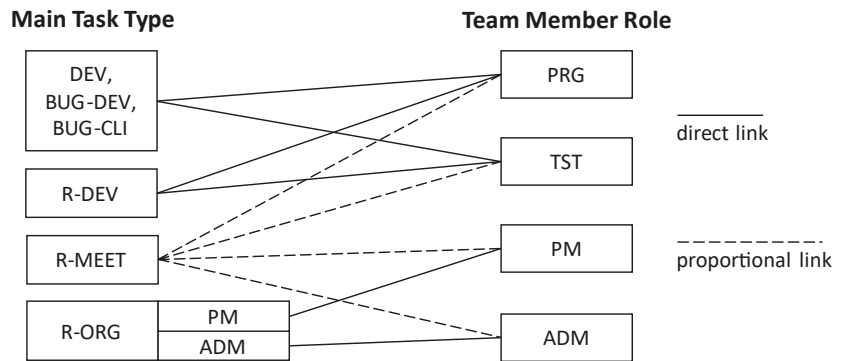 Main Task Type
Team Member Role
DEV,
BUG-DEV,
BUG-CLI
R-DEV
R-MEET
R-ORG
PM
ADM
PRG
TST
PM
ADM
direct link
proportional link